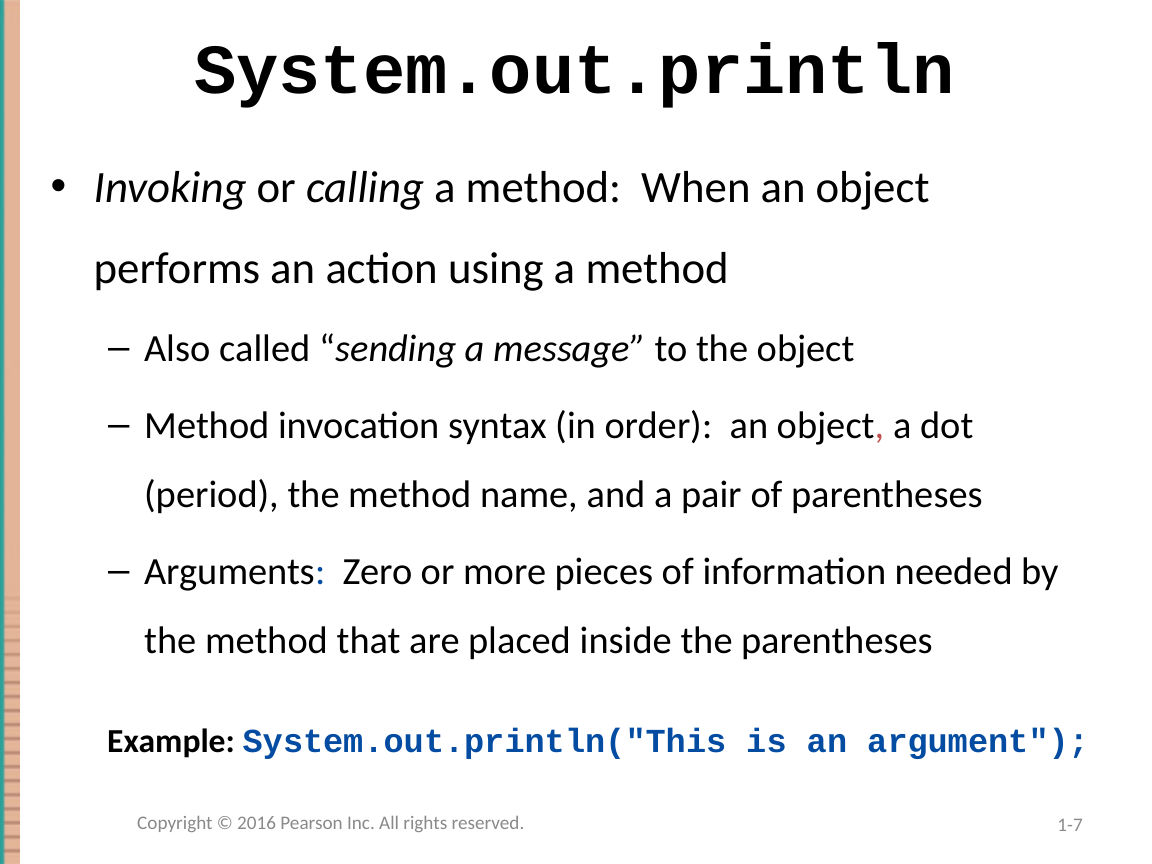 System.out.println
• Invoking or calling a method:  When an object
performs an action using a method
– Also called “sending a message” to the object
– Method invocation syntax (in order):  an object, a dot
(period), the method name, and a pair of parentheses
– Arguments:  Zero or more pieces of information needed by
the method that are placed inside the parentheses
Example: System.out.println("This is an argument");
Copyright © 2016 Pearson Inc. All rights reserved.
1-7